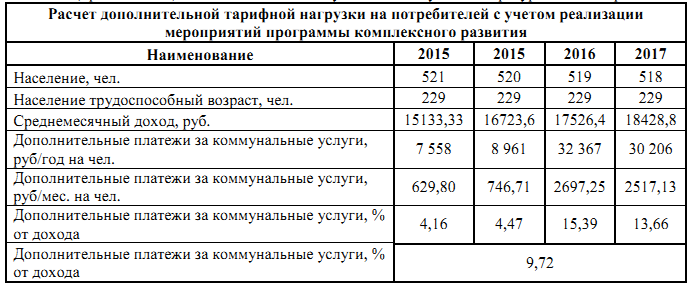 Расчет дополнительной тарифной нагрузки на потребителей с учетом реализации
мероприятий программы комплексного развития
Наименование 2015 2015 2016 2017
Население, чел. 521 520 519 518
Население трудоспособный возраст, чел. 229 229 229 229
Среднемесячный доход, руб. 15133,33 16723,6 17526,4 18428,8
Дополнительные платежи за коммунальные услуги,
руб/год на чел. 7 558 8 961 32 367 30 206
Дополнительные платежи за коммунальные услуги,
руб/мес. на чел. 629,80 746,71 2697,25 2517,13
Дополнительные платежи за коммунальные услуги, %
от дохода 4,16 4,47 15,39 13,66
Дополнительные платежи за коммунальные услуги, %
от дохода 9,72